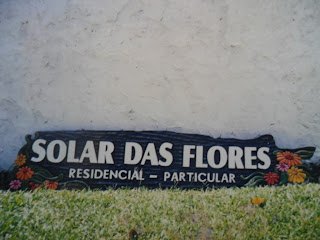 SOLAR DAS FLORES
RESIDENCIAL – PARTICULAR